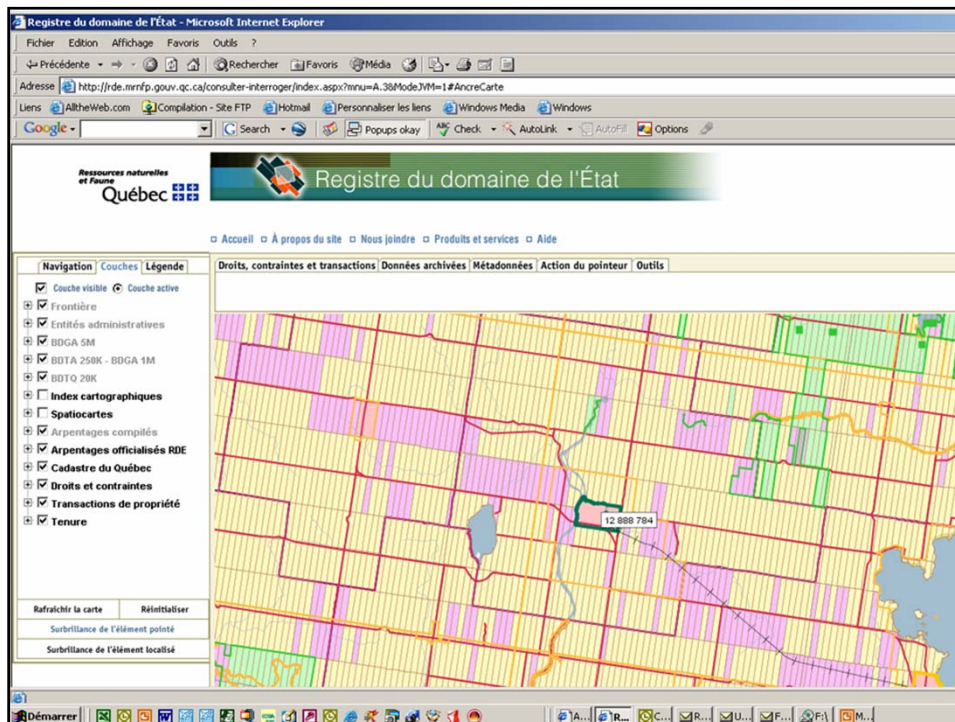 Registre du domaine de l'État - Microsoft Internet Explorer
Fichier Edition Affichage Favoris Outils ?
Précédente Rechercher Favoris Média
Adresse http://rde.mrnfp.gouv.qc.ca/consulter-interroger/index.aspx?mnu=A.3&ModeJVM=1#AncreCarte
Liens AlltheWeb.com Compilation - Site FTP Hotmail Personnaliser les liens Windows Media Windows
Google Search Popups okay ABC Check AutoLink AutoFill Options
Ressources naturelles
et Faune
Québec
Registre du domaine de l'État
Accueil À propos du site Nous joindre Produits et services Aide
Navigation Couches Légende
Droits, contraintes et transactions Données archivées Métadonnées Action du pointeur Outils
Couche visible Couche active
Frontière
Entités administratives
BDGA 5M
BDTA 250K - BDGA 1M
BDTQ 20K
Index cartographiques
Spatiocartes
Arpentages compilés
Arpentages officialisés RDE
Cadastre du Québec
Droits et contraintes
Transactions de propriété
Tenure
12 888 784
Rafraîchir la carte Réinitialiser
Surbrillance de l'élément pointé
Surbrillance de l'élément localisé
Démarrer A... R... C... R... U... F... F:\ M...